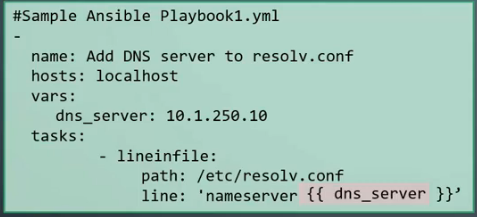 #Sample Ansible Playbook1.yml
-
  name: Add DNS server to resolv.conf
  hosts: localhost
  vars:
     dns_server: 10.1.250.10
  tasks:
          - lineinfile:
               path: /etc/resolv.conf
               line: 'nameserver {{ dns_server }}’